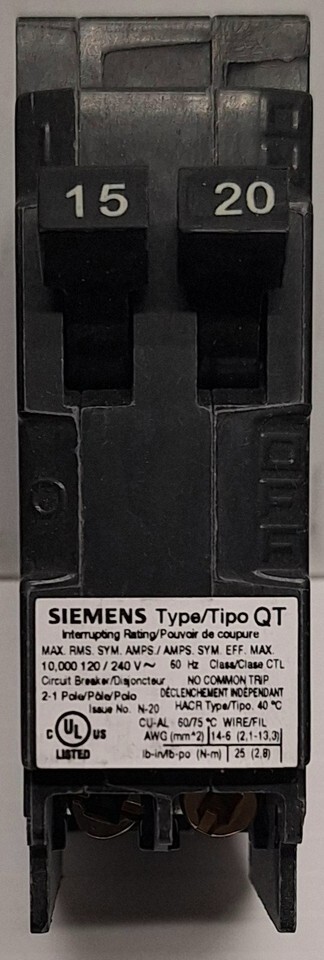 15 20
SIEMENS Type/Tipo QT
Interrupting Rating/Pouvoir de coupure
MAX. RMS. SYM. AMPS./ AMPS. SYM. EFF. MAX.
10,000 120 / 240 V~ 60 Hz Class/Clase CTL
Circuit Breaker/Disjoncteur NO COMMON TRIP
2-1 Pole/Pôle/Polo DÉCLENCHEMENT INDÉPENDANT
Issue No. N-20 HACR Type/Tipo. 40 °C
CU-AL 60/75 °C WIRE/FIL
AWG (mm^2) 14-6 (2,1-13,3)
lb-in/lb-po (N-m) 25 (2,8)
C UL US
LISTED